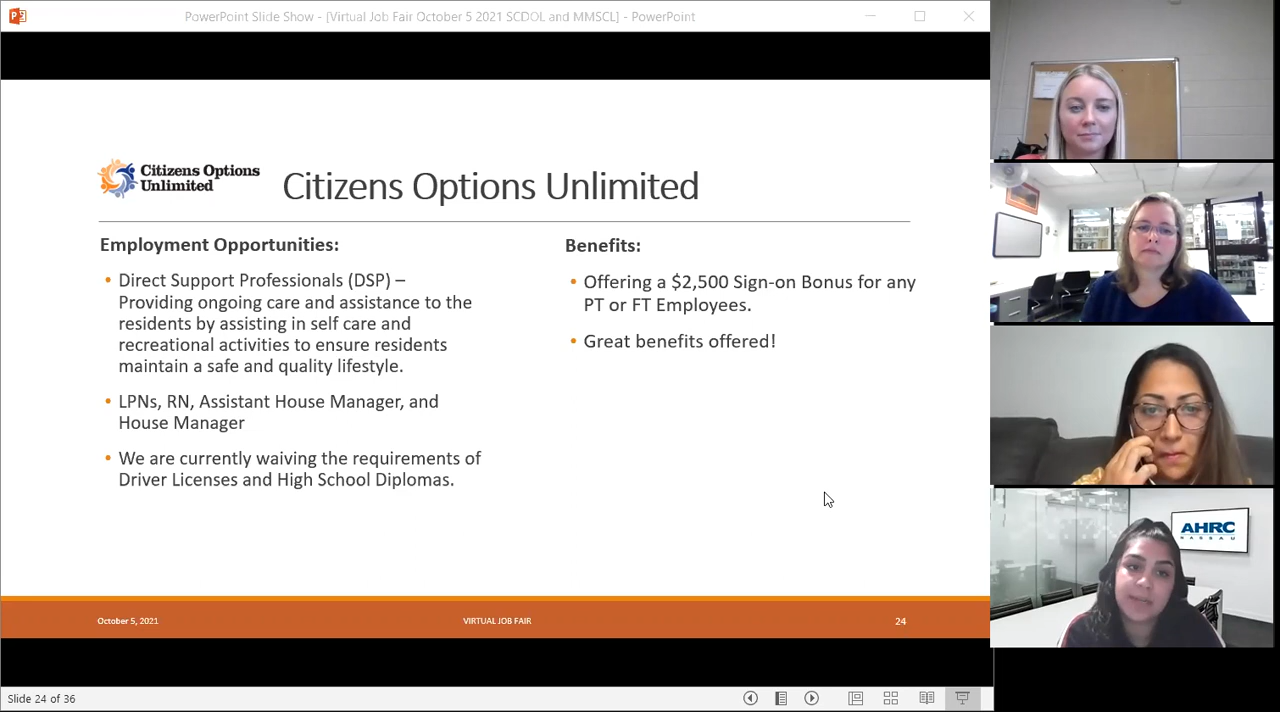 PowerPoint Slide Show - [Virtual Job Fair October 5 2021 SCDOL and MMSCL] - PowerPoint
Citizens Options
Unlimited
Citizens Options Unlimited
Employment Opportunities:
• Direct Support Professionals (DSP) –
Providing ongoing care and assistance to the
residents by assisting in self care and
recreational activities to ensure residents
maintain a safe and quality lifestyle.
• LPNs, RN, Assistant House Manager, and
House Manager
• We are currently waiving the requirements of
Driver Licenses and High School Diplomas.
Benefits:
• Offering a $2,500 Sign-on Bonus for any
PT or FT Employees.
• Great benefits offered!
October 5, 2021
VIRTUAL JOB FAIR
24
Slide 24 of 36
AHRC
NASSAU